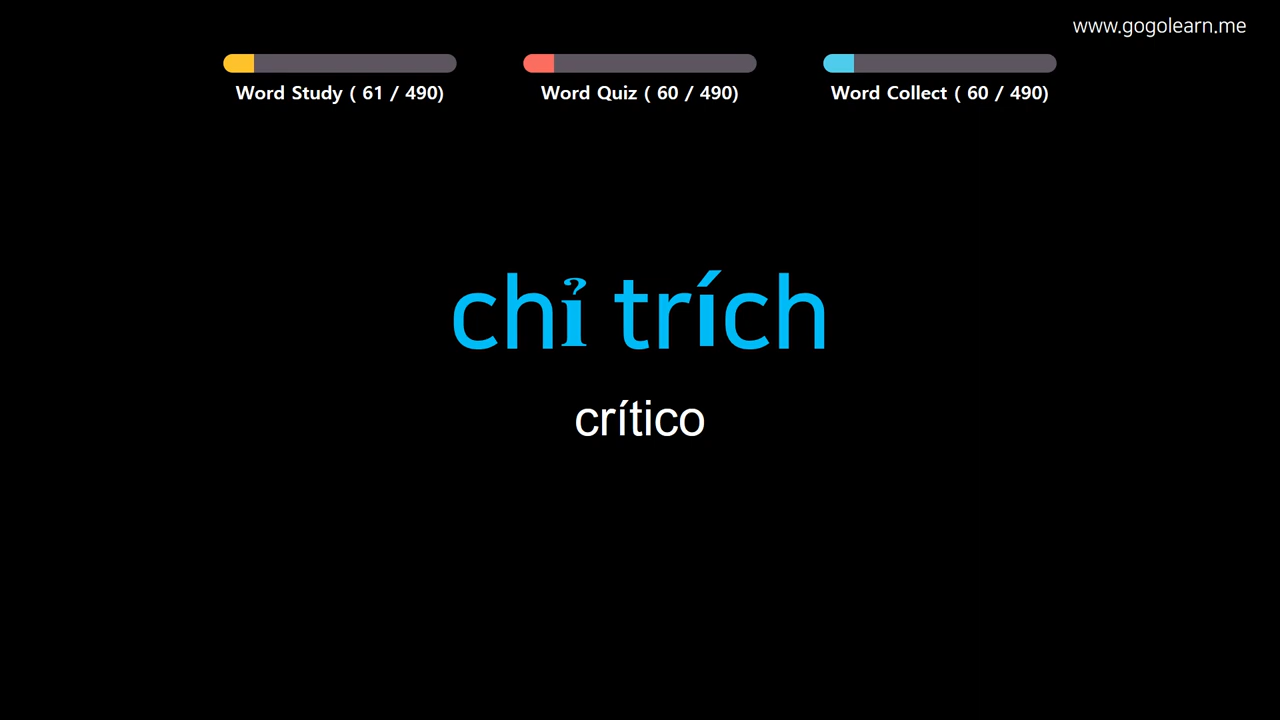 www.gogolearn.me
Word Study ( 61 / 490)
Word Quiz ( 60 / 490)
Word Collect ( 60 / 490)
chỉ trích
crítico